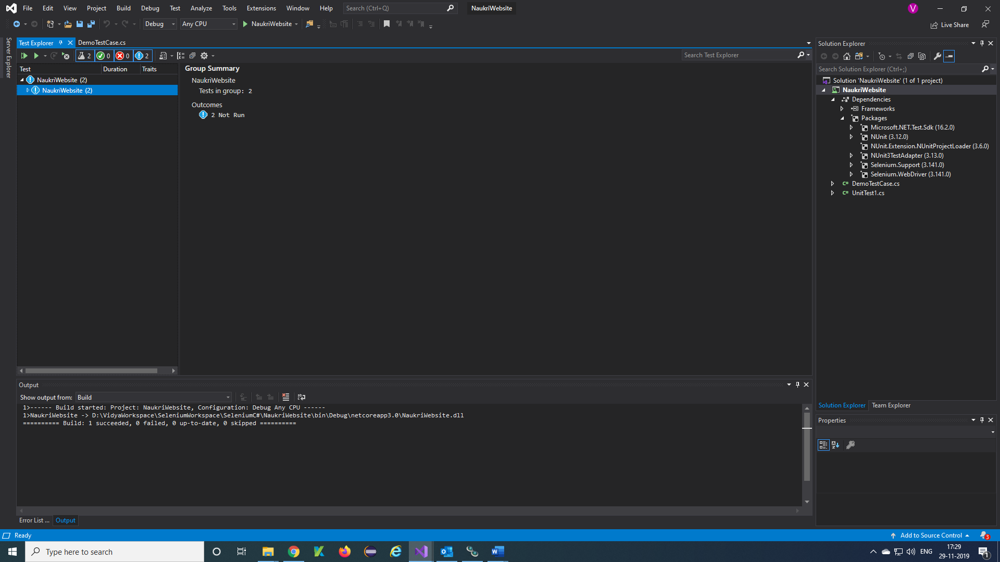 File Edit View Project Build Debug Test Analyze Tools Extensions Window Help Search (Ctrl+Q) NaukriWebsite V
Debug Any CPU NaukriWebsite Live Share
Server Explorer
Test Explorer DemoTestCase.cs
2 0 0 2 Search Test Explorer
Test Duration Traits
NaukriWebsite (2)
NaukriWebsite (2)
Group Summary
NaukriWebsite
Tests in group: 2
Outcomes
2 Not Run
Solution Explorer
Search Solution Explorer (Ctrl+;)
Solution 'NaukriWebsite' (1 of 1 project)
NaukriWebsite
Dependencies
Frameworks
Packages
Microsoft.NET.Test.Sdk (16.2.0)
NUnit (3.12.0)
NUnit.Extension.NUnitProjectLoader (3.6.0)
NUnit3TestAdapter (3.13.0)
Selenium.Support (3.141.0)
Selenium.WebDriver (3.141.0)
C# DemoTestCase.cs
C# UnitTest1.cs
Solution Explorer Team Explorer
Properties
Output
Show output from: Build
1>------ Build started: Project: NaukriWebsite, Configuration: Debug Any CPU ------
1>NaukriWebsite -> D:\VidyaWorkspace\SeleniumWorkspace\SeleniumC#\NaukriWebsite\bin\Debug\netcoreapp3.0\NaukriWebsite.dll
========== Build: 1 succeeded, 0 failed, 0 up-to-date, 0 skipped ==========
Error List ... Output
Ready Add to Source Control 3
Type here to search ENG 17:29
29-11-2019 1